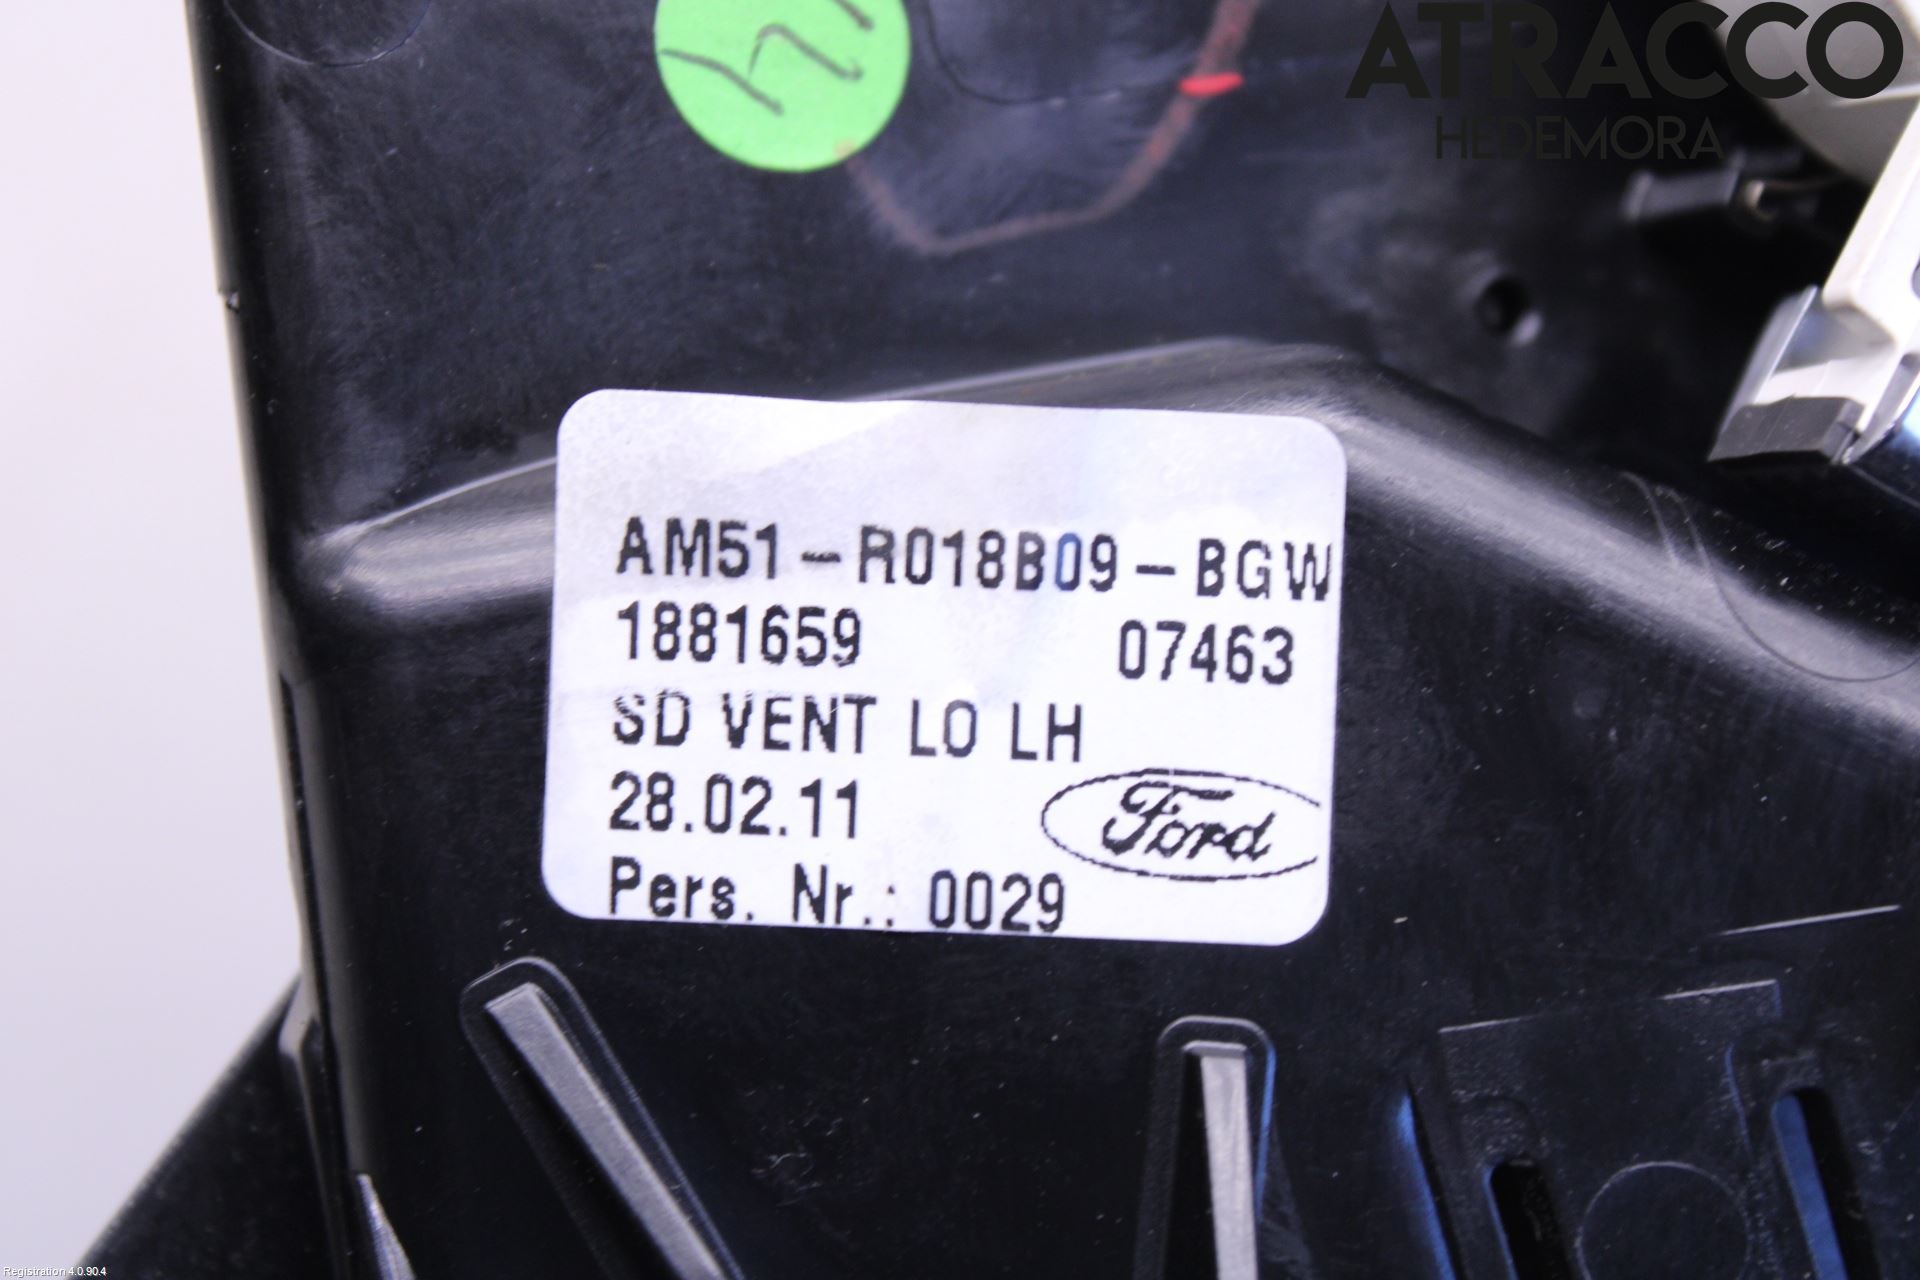 ATRACCO
HEDEMORA
AM51-R018B09-BGW
1881659 07463
SD VENT LO LH
28.02.11
Ford
Pers. Nr.: 0029
Registration 4.0.90.4